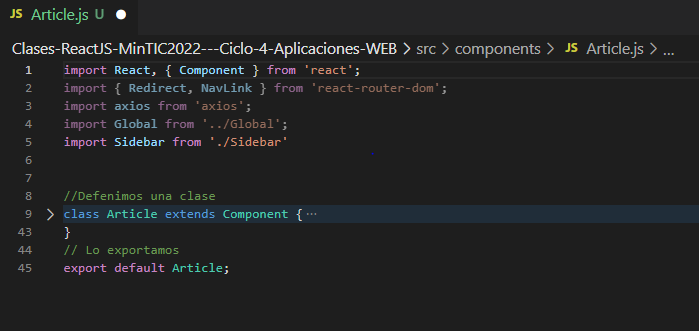 JS Article.js U
Clases-ReactJS-MinTIC2022---Ciclo-4-Aplicaciones-WEB > src > components > JS Article.js > ...
1 import React, { Component } from 'react';
2 import { Redirect, NavLink } from 'react-router-dom';
3 import axios from 'axios';
4 import Global from '../Global';
5 import Sidebar from './Sidebar'
6
7
8 //Defenimos una clase
9 class Article extends Component { ...
43 }
44 // Lo exportamos
45 export default Article;